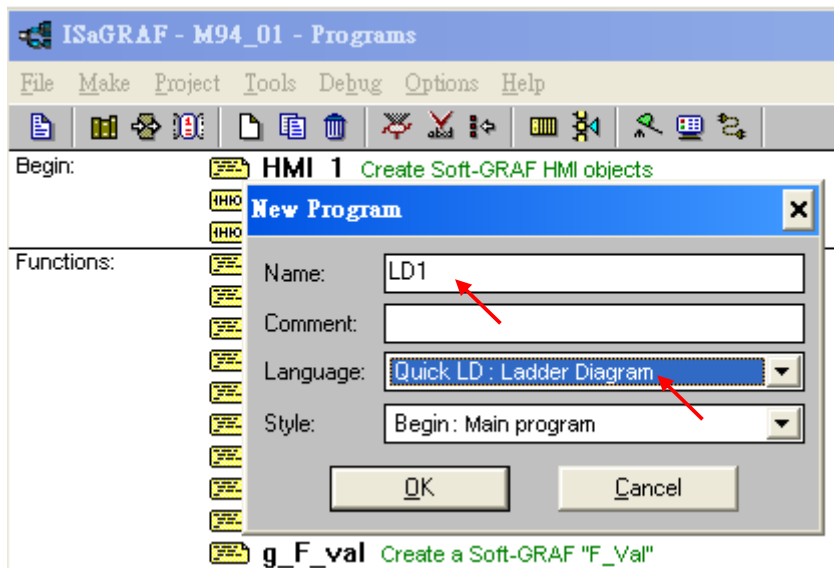 ISaGRAF - M94_01 - Programs
File Make Project Tools Debug Options Help
Begin:
HMI_1 Create Soft-GRAF HMI objects
New Program
Functions:
Name: LD1
Comment:
Language: Quick LD : Ladder Diagram
Style: Begin : Main program
OK Cancel
g_F_val Create a Soft-GRAF "F_Val"